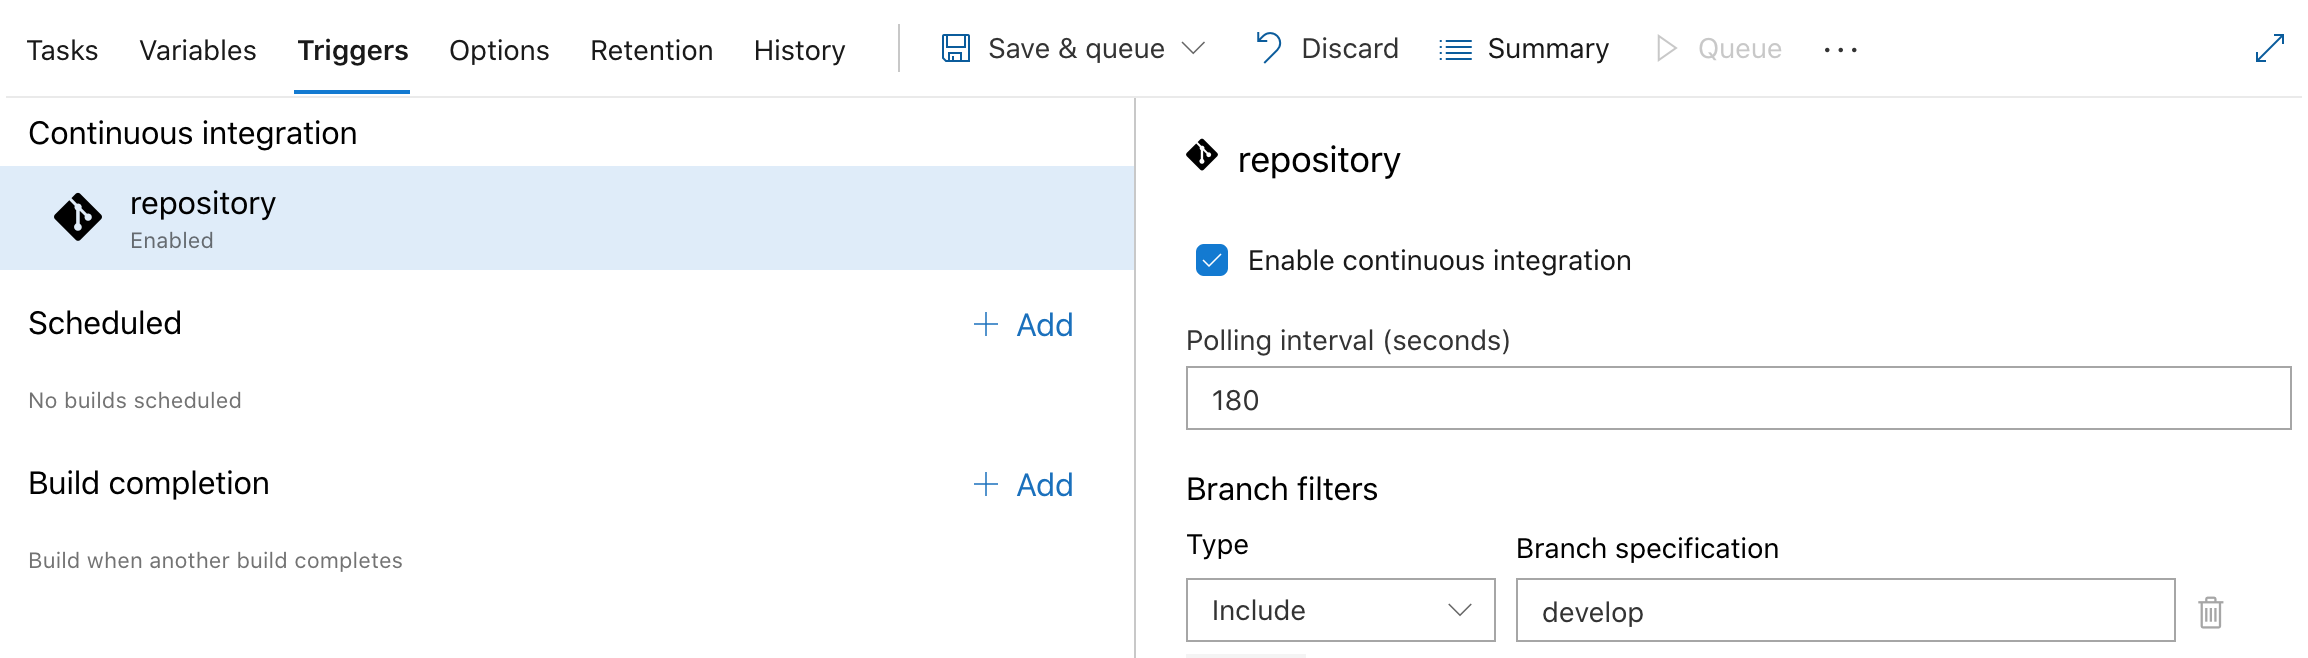 Tasks Variables Triggers Options Retention History Save & queue Discard Summary Queue ...
Continuous integration
repository
Enabled
Scheduled + Add
No builds scheduled
Build completion + Add
Build when another build completes
repository
Enable continuous integration
Polling interval (seconds)
180
Branch filters
Type Branch specification
Include develop